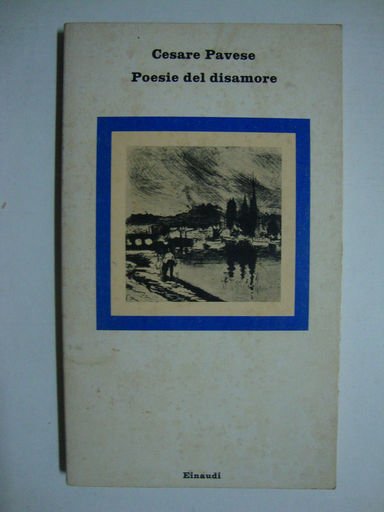 Cesare Pavese
Poesie del disamore
Einaudi